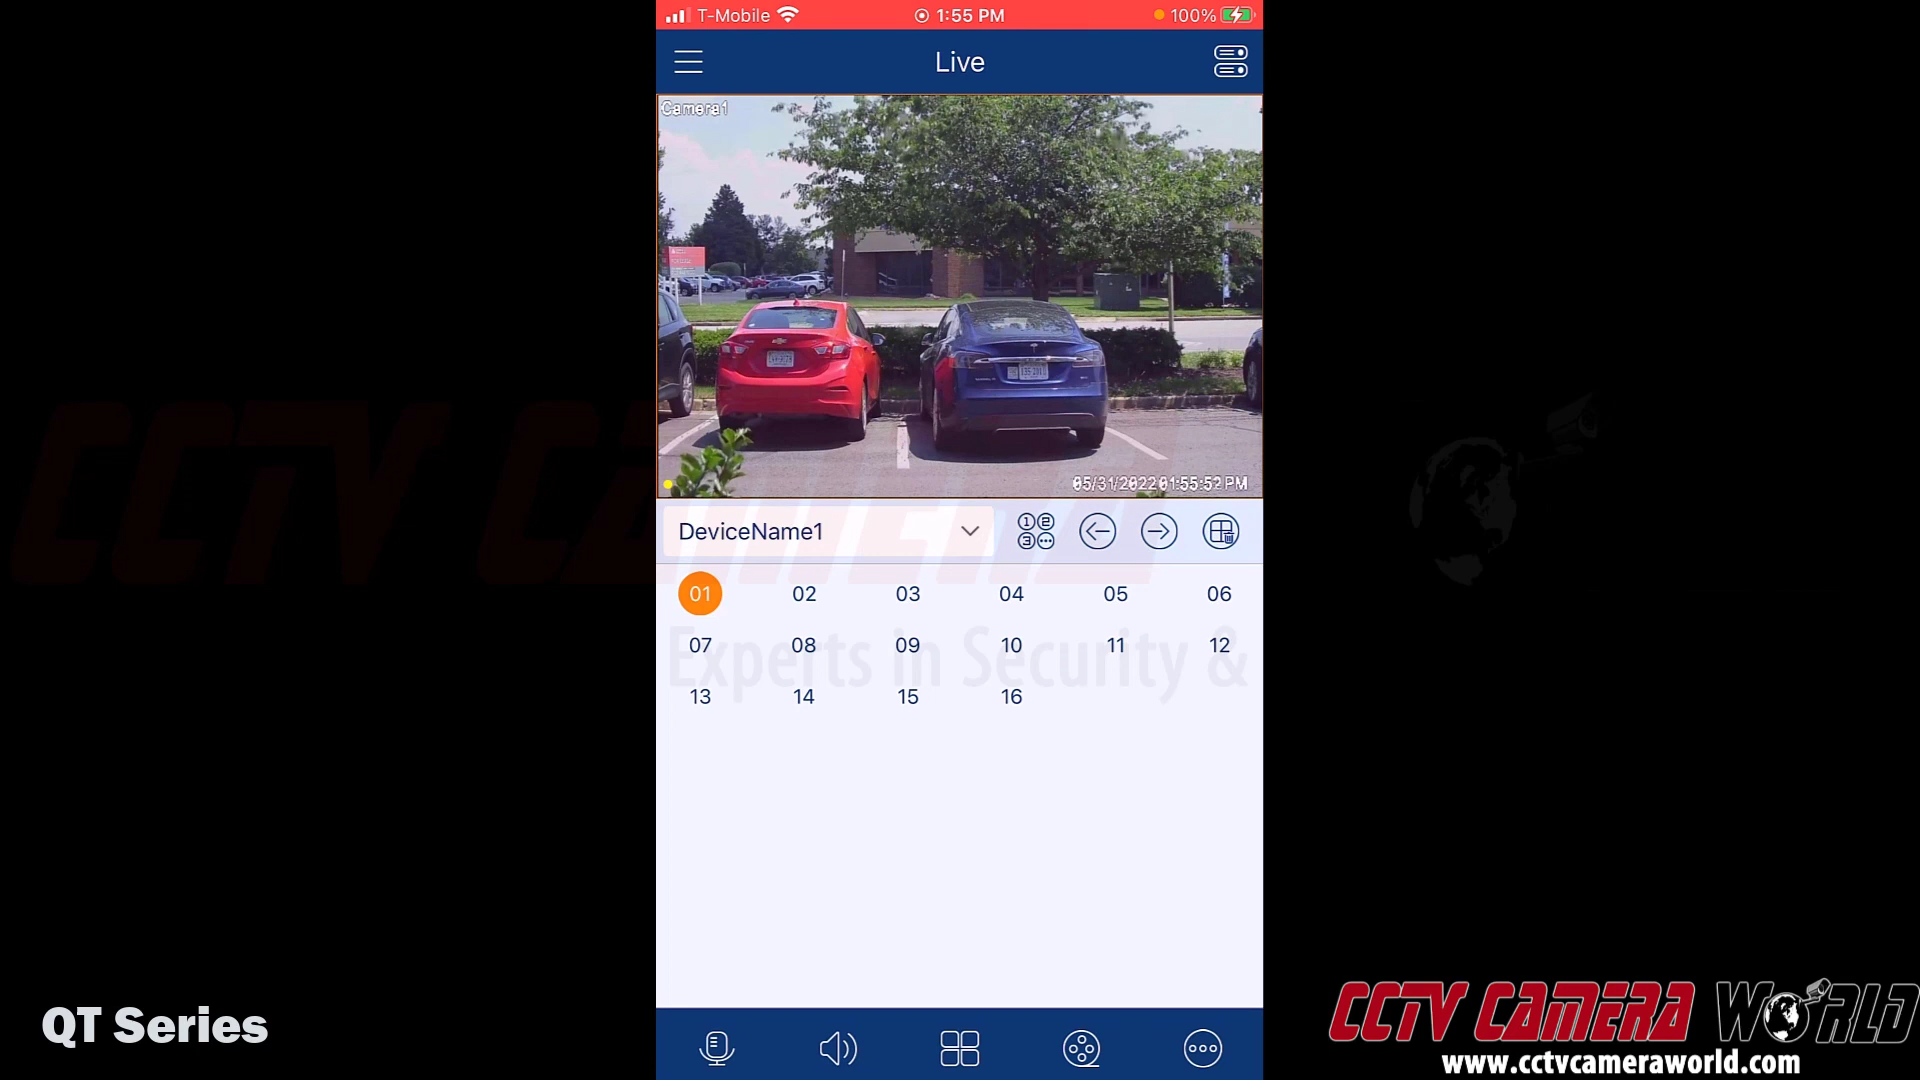 T-Mobile
1:55 PM
100%
Live
Camera1
05/31/2022 01:55:52 PM
DeviceName1
01 02 03 04 05 06
07 08 09 10 11 12
13 14 15 16
Experts in Security &
QT Series
CCTV CAMERA WORLD
www.cctvcameraworld.com